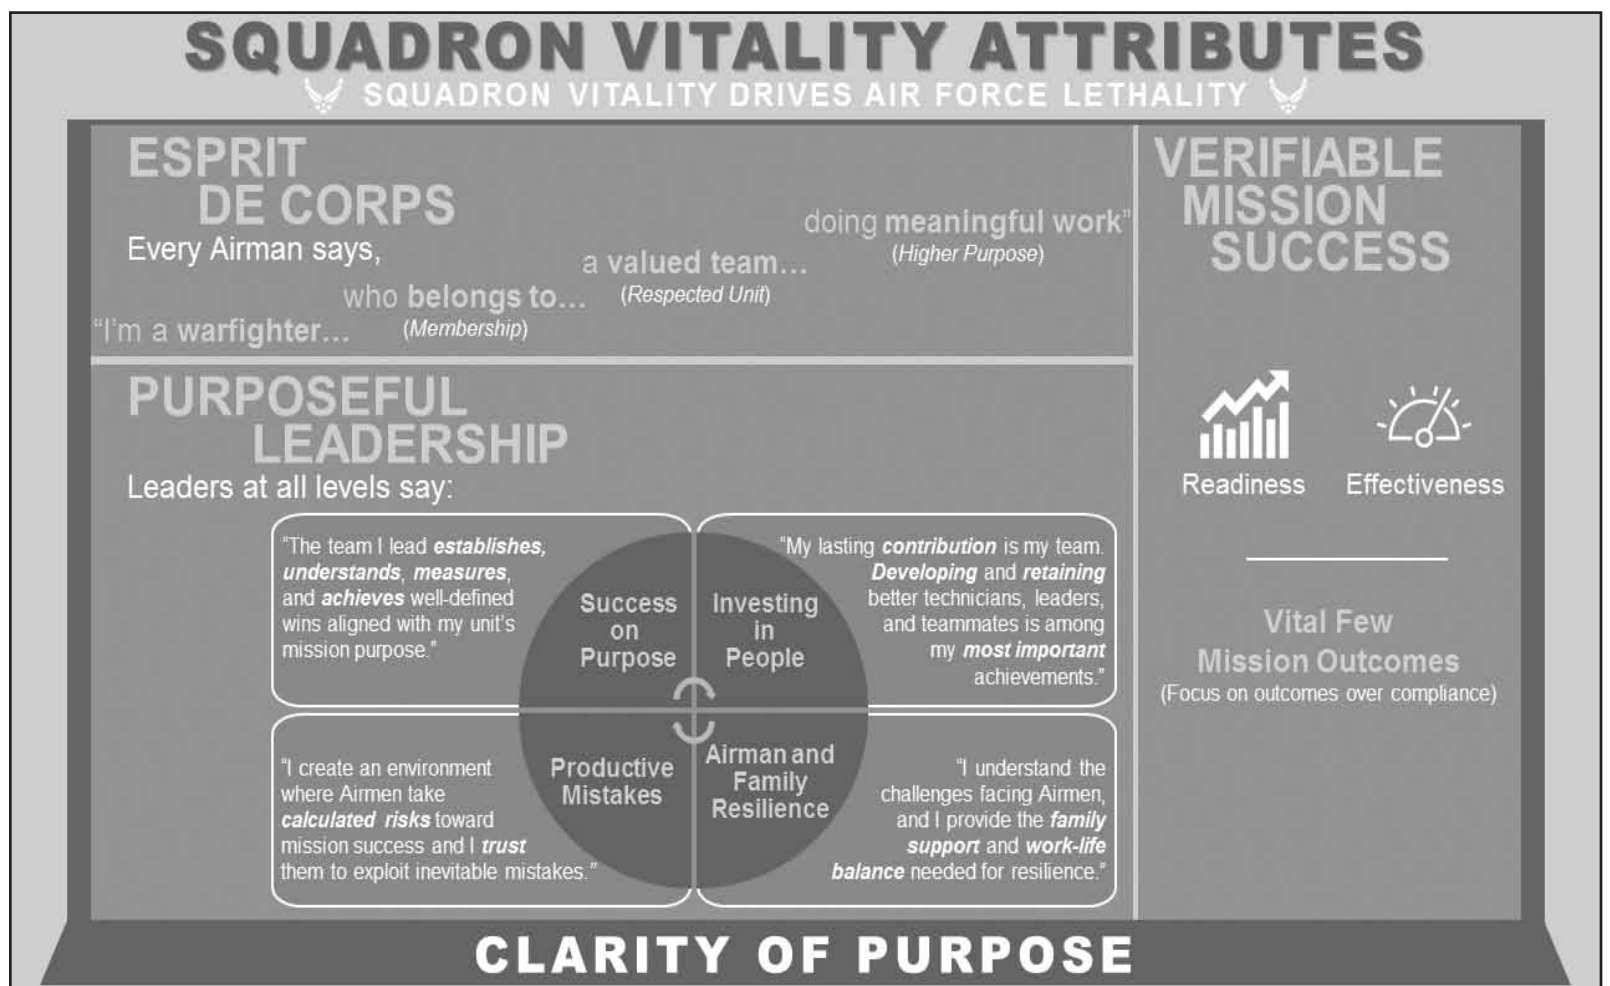 SQUADRON VITALITY ATTRIBUTES
SQUADRON VITALITY DRIVES AIR FORCE LETHALITY
ESPRIT
DE CORPS
Every Airman says,
"I'm a warfighter...
who belongs to...
(Membership)
a valued team...
(Respected Unit)
doing meaningful work"
(Higher Purpose)
PURPOSEFUL
LEADERSHIP
Leaders at all levels say:
"The team I lead establishes,
understands, measures,
and achieves well-defined
wins aligned with my unit's
mission purpose."
Success
on
Purpose
Investing
in
People
"My lasting contribution is my team.
Developing and retaining
better technicians, leaders,
and teammates is among
my most important
achievements."
"I create an environment
where Airmen take
calculated risks toward
mission success and I trust
them to exploit inevitable mistakes."
Productive
Mistakes
Airman and
Family
Resilience
"I understand the
challenges facing Airmen,
and I provide the family
support and work-life
balance needed for resilience."
VERIFIABLE
MISSION
SUCCESS
Readiness
Effectiveness
Vital Few
Mission Outcomes
(Focus on outcomes over compliance)
CLARITY OF PURPOSE